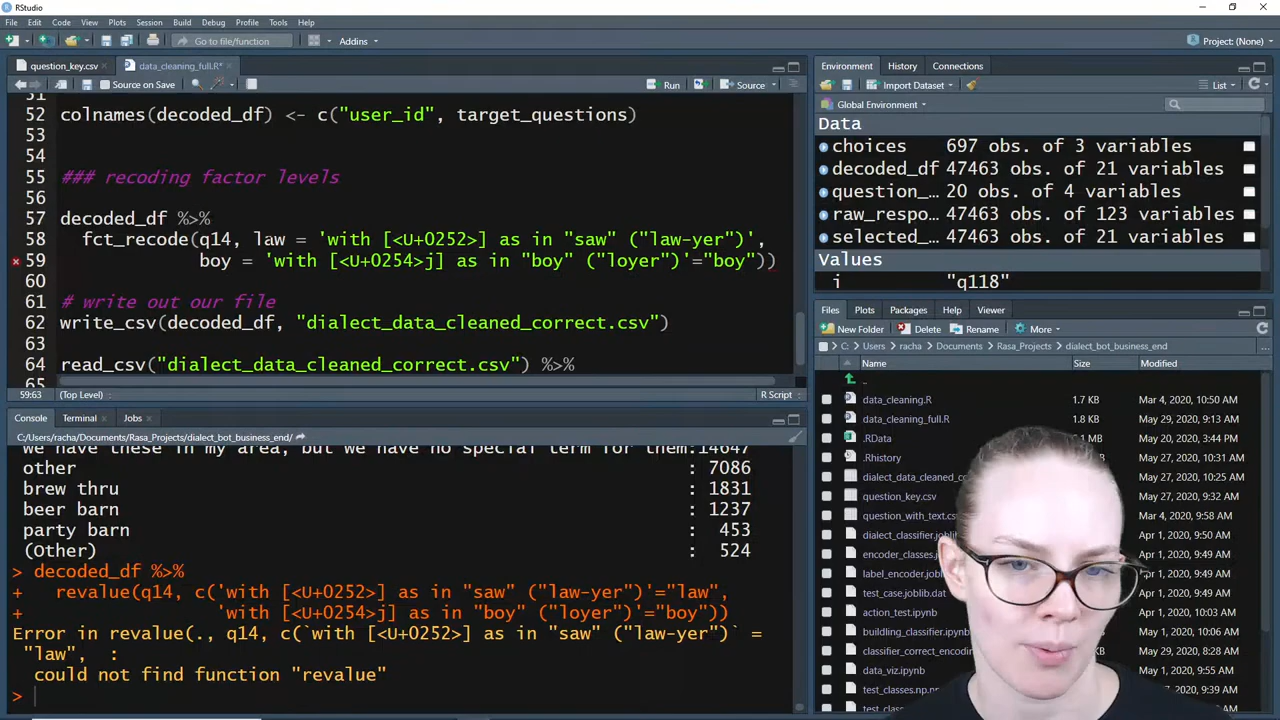 RStudio
File Edit Code View Plots Session Build Debug Profile Tools Help
Go to file/function Addins Project: (None)
question_key.csv data_cleaning_full.R*
Source on Save Run Source
51
52 colnames(decoded_df) <- c("user_id", target_questions)
53
54
55 ### recoding factor levels
56
57 decoded_df %>%
58 fct_recode(q14, law = 'with [<U+0252>] as in "saw" ("law-yer")',
59 boy = 'with [<U+0254>j] as in "boy" ("loyer")'="boy"))
60
61 # write out our file
62 write_csv(decoded_df, "dialect_data_cleaned_correct.csv")
63
64 read_csv("dialect_data_cleaned_correct.csv") %>%
65
59:63 (Top Level) R Script
Console Terminal Jobs
C:/Users/racha/Documents/Rasa_Projects/dialect_bot_business_end/
we have these in my area, but we have no special term for them:14647
other : 7086
brew thru : 1831
beer barn : 1237
party barn : 453
(Other) : 524
> decoded_df %>%
+ revalue(q14, c('with [<U+0252>] as in "saw" ("law-yer")'="law",
+ 'with [<U+0254>j] as in "boy" ("loyer")'="boy"))
Error in revalue(., q14, c(`with [<U+0252>] as in "saw" ("law-yer")` =
"law", :
could not find function "revalue"
>
Environment History Connections
Import Dataset List
Global Environment
Data
choices 697 obs. of 3 variables
decoded_df 47463 obs. of 21 variables
question_… 20 obs. of 4 variables
raw_respo… 47463 obs. of 123 variables
selected_… 47463 obs. of 21 variables
Values
i "q118"
Files Plots Packages Help Viewer
New Folder Delete Rename More
C: Users racha Documents Rasa_Projects dialect_bot_business_end
Name Size Modified
..
data_cleaning.R 1.7 KB Mar 4, 2020, 10:50 AM
data_cleaning_full.R 1.8 KB May 29, 2020, 9:13 AM
.RData MB May 20, 2020, 3:44 PM
.Rhistory May 27, 2020, 10:31 AM
dialect_data_cleaned_co May 27, 2020, 10:25 AM
question_key.csv May 27, 2020, 9:32 AM
question_with_text.csv Mar 4, 2020, 9:58 AM
dialect_classifier.joblib Apr 1, 2020, 9:50 AM
encoder_classes.joblib Apr 1, 2020, 9:49 AM
label_encoder.joblib Apr 1, 2020, 9:49 AM
test_case.joblib.dat Apr 1, 2020, 9:49 AM
action_test.ipynb Apr 1, 2020, 10:03 AM
buildling_classifier.ipynb May 1, 2020, 10:06 AM
classifier_correct_encoding May 29, 2020, 8:28 AM
data_viz.ipynb May 1, 2020, 9:55 AM
test_classes.np.np 9:39 AM
test_class 9:39 AM